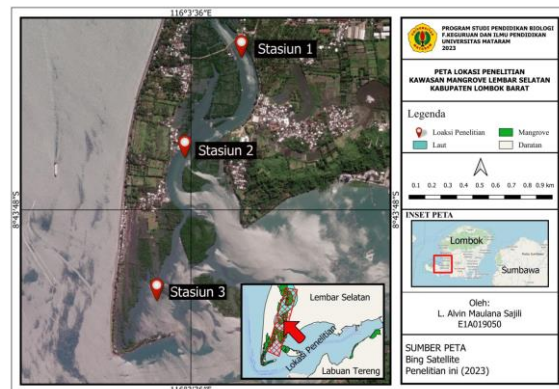 116°3'36"E
Stasiun 1
Stasiun 2
Stasiun 3
8°43'48"S
8°43'48"S
116°3'36"E
Lembar Selatan
Lokasi Penelitian
Labuan Tereng
PROGRAM STUDI PENDIDIKAN BIOLOGI
F.KEGURUAN DAN ILMU PENDIDIKAN
UNIVERSITAS MATARAM
2023
PETA LOKASI PENELITIAN
KAWASAN MANGROVE LEMBAR SELATAN
KABUPATEN LOMBOK BARAT
Legenda
Loaksi Penelitian
Mangrove
Laut
Daratan
0.1 0.2 0.3 0.4 0.5 0.6 0.7 0.8 0.9 km
INSET PETA
Lombok
Sumbawa
Oleh:
L. Alvin Maulana Sajili
E1A019050
SUMBER PETA
Bing Satellite
Penelitian ini (2023)